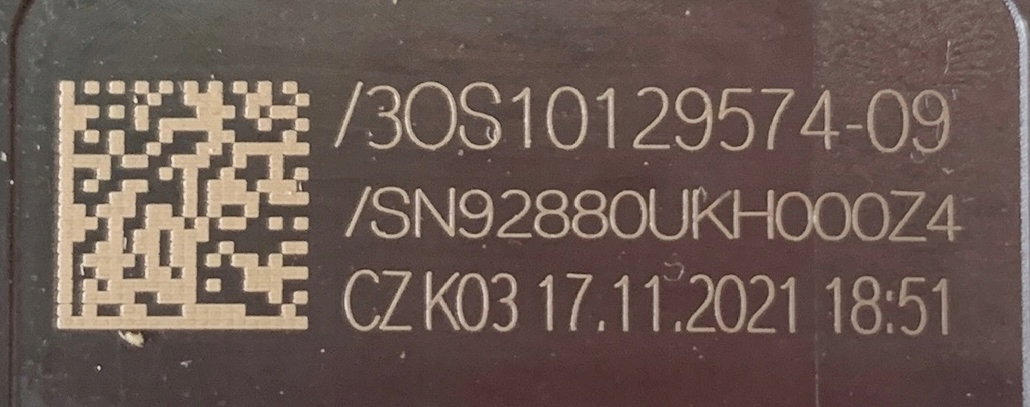 /3OS10129574-09
/SN92880UKH000Z4
CZ K03 17.11.2021 18:51